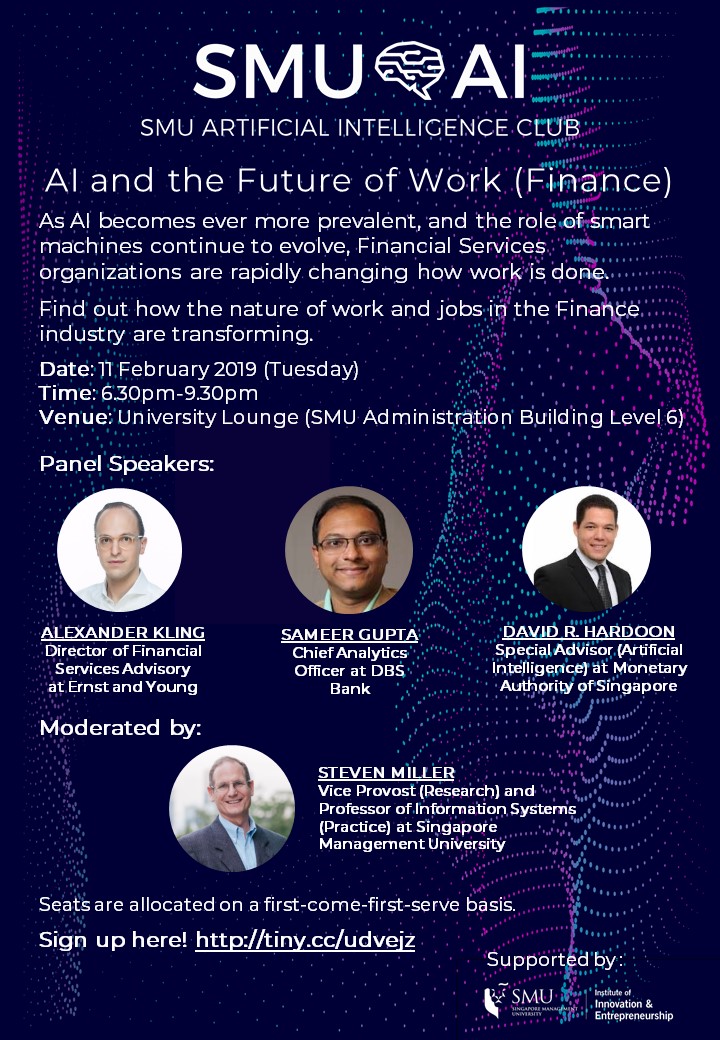 SMU AI
SMU ARTIFICIAL INTELLIGENCE CLUB
AI and the Future of Work (Finance)
As AI becomes ever more prevalent, and the role of smart
machines continue to evolve, Financial Services
organizations are rapidly changing how work is done.
Find out how the nature of work and jobs in the Finance
industry are transforming.
Date: 11 February 2019 (Tuesday)
Time: 6.30pm-9.30pm
Venue: University Lounge (SMU Administration Building Level 6)
Panel Speakers:
ALEXANDER KLING
Director of Financial
Services Advisory
at Ernst and Young
SAMEER GUPTA
Chief Analytics
Officer at DBS
Bank
DAVID R. HARDOON
Special Advisor (Artificial
Intelligence) at Monetary
Authority of Singapore
Moderated by:
STEVEN MILLER
Vice Provost (Research) and
Professor of Information Systems
(Practice) at Singapore
Management University
Seats are allocated on a first-come-first-serve basis.
Sign up here! http://tiny.cc/udvejz
Supported by :
SMU
SINGAPORE MANAGEMENT
UNIVERSITY
Institute of
Innovation &
Entrepreneurship